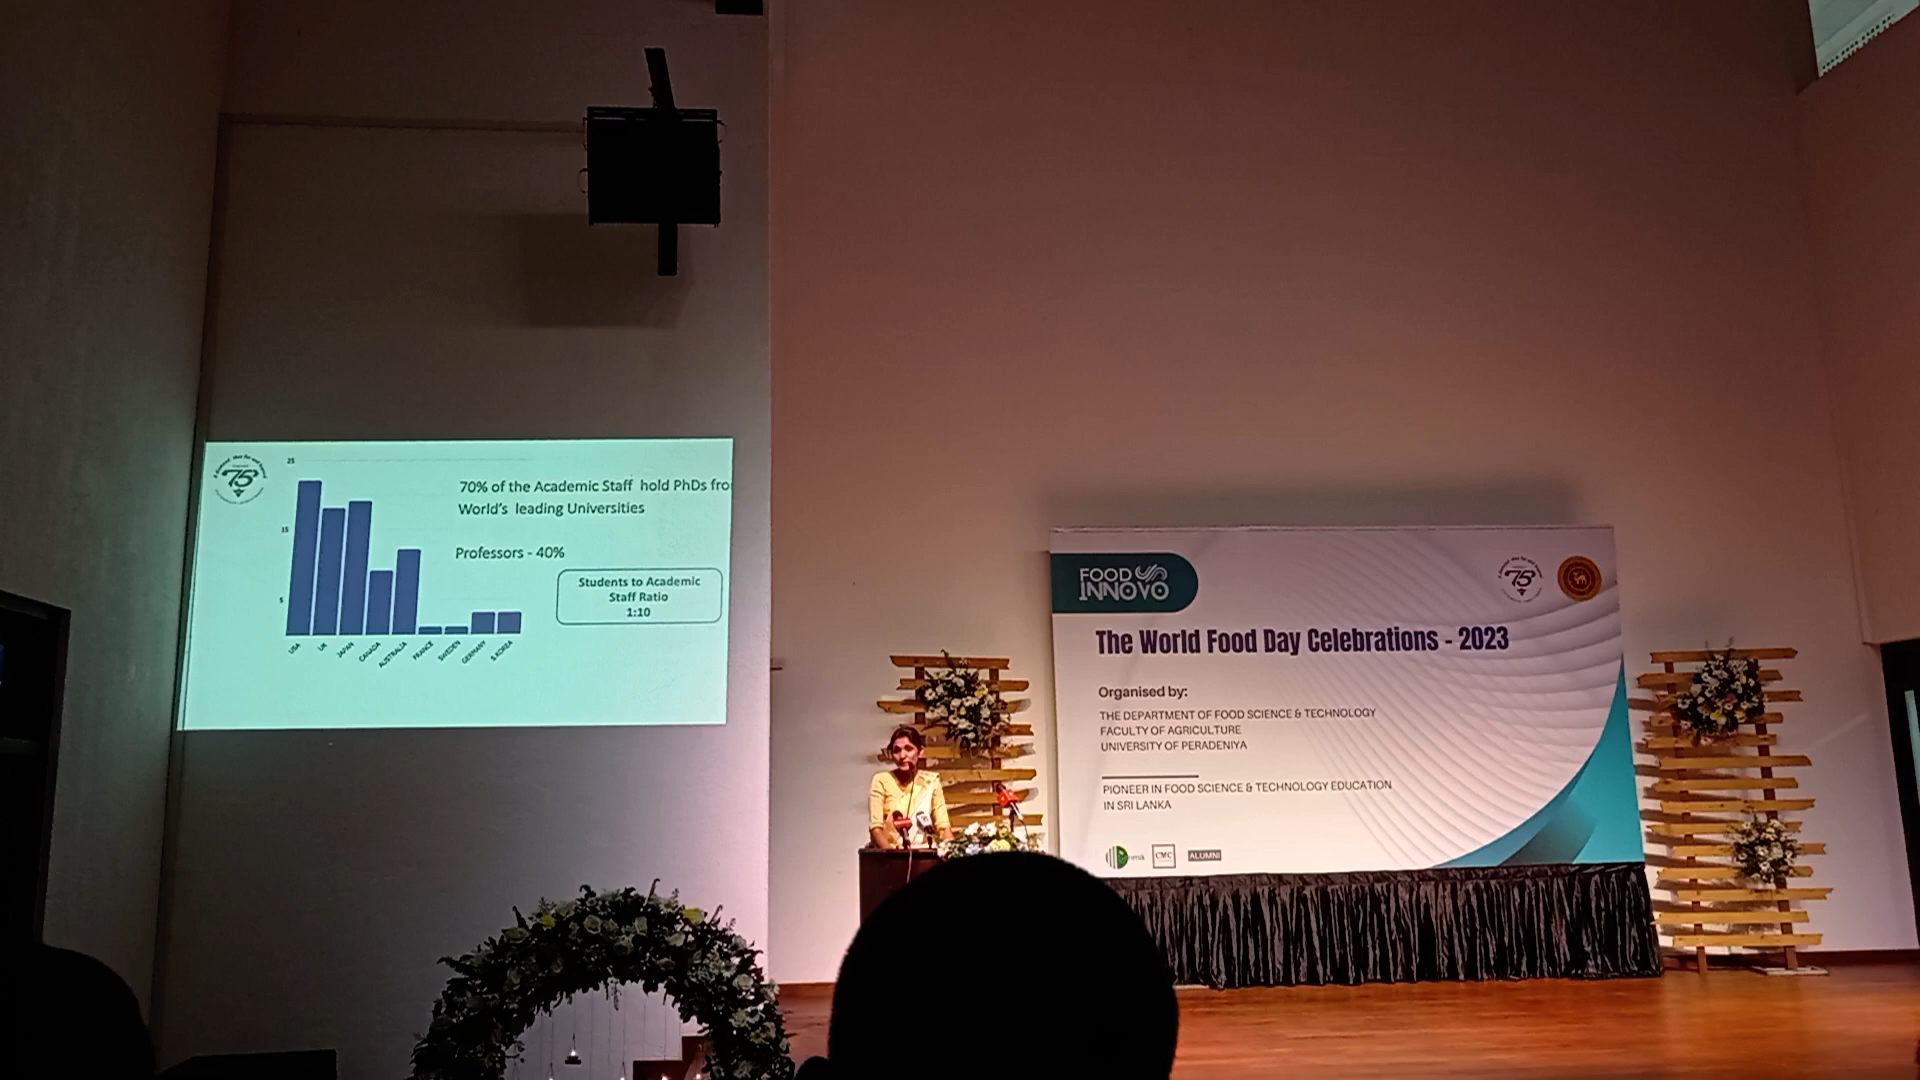 75
25
15
5
USA
UK
JAPAN
CANADA
AUSTRALIA
FRANCE
SWEDEN
GERMANY
S.KOREA
70% of the Academic Staff hold PhDs fro
World's leading Universities
Professors - 40%
Students to Academic
Staff Ratio
1:10
FOOD
INNOVO
75
The World Food Day Celebrations - 2023
Organised by:
THE DEPARTMENT OF FOOD SCIENCE & TECHNOLOGY
FACULTY OF AGRICULTURE
UNIVERSITY OF PERADENIYA
PIONEER IN FOOD SCIENCE & TECHNOLOGY EDUCATION
IN SRI LANKA
CMC
ALUMNI